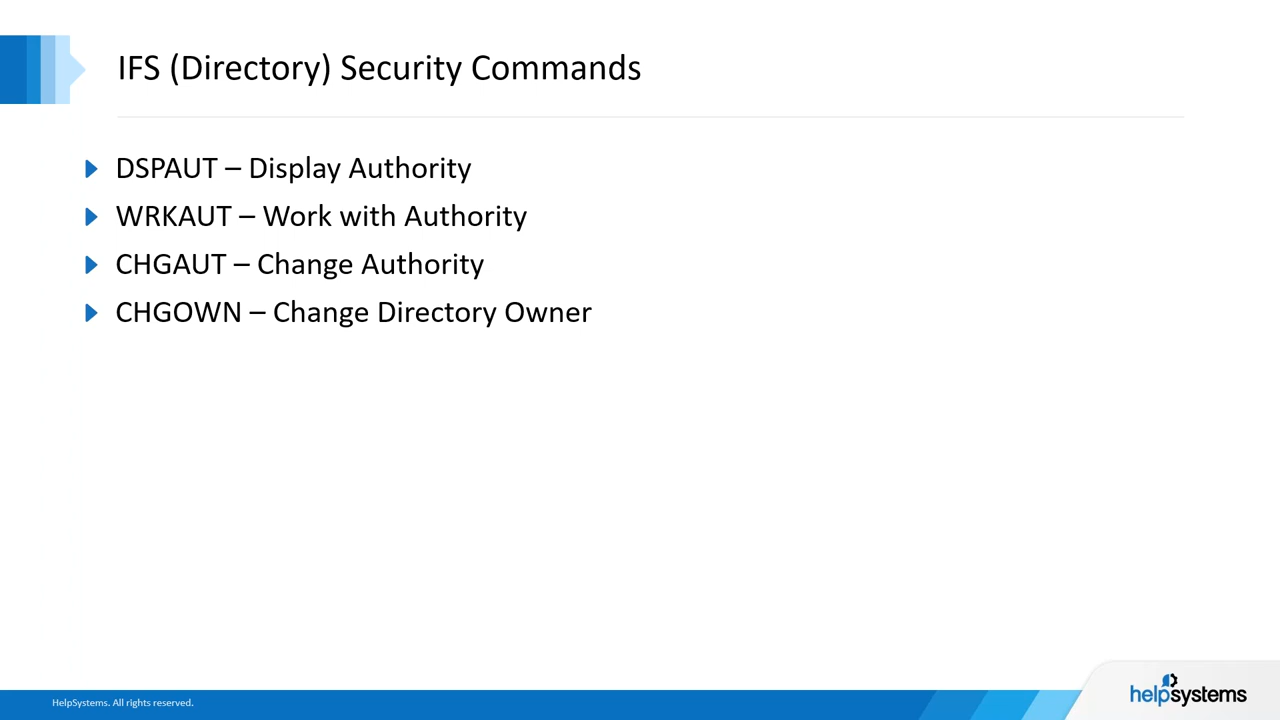 IFS (Directory) Security Commands
DSPAUT – Display Authority
WRKAUT – Work with Authority
CHGAUT – Change Authority
CHGOWN – Change Directory Owner
HelpSystems. All rights reserved.
helpsystems